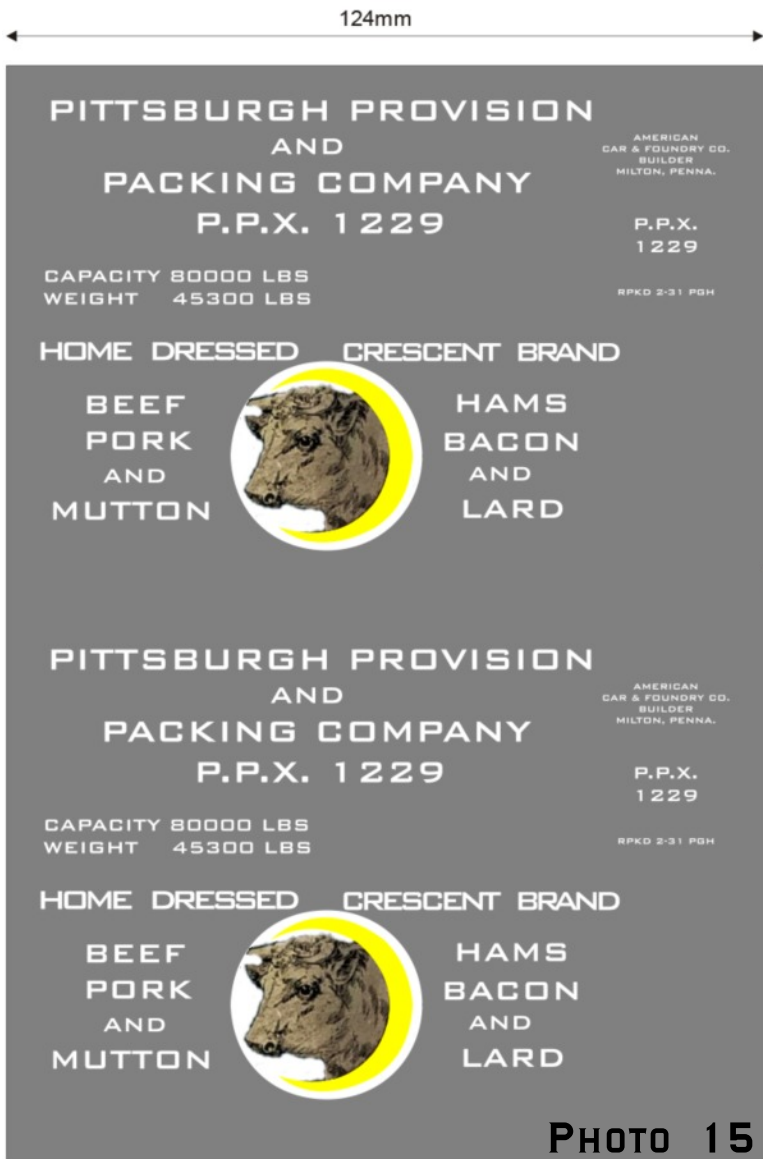 124mm
PITTSBURGH PROVISION
AND
PACKING COMPANY
P.P.X. 1229
CAPACITY 80000 LBS
WEIGHT 45300 LBS
AMERICAN
CAR & FOUNDRY CO.
BUILDER
MILTON, PENNA.
P.P.X.
1229
RPKD 2-31 PGH
HOME DRESSED
BEEF
PORK
AND
MUTTON
CRESCENT BRAND
HAMS
BACON
AND
LARD
PITTSBURGH PROVISION
AND
PACKING COMPANY
P.P.X. 1229
CAPACITY 80000 LBS
WEIGHT 45300 LBS
AMERICAN
CAR & FOUNDRY CO.
BUILDER
MILTON, PENNA.
P.P.X.
1229
RPKD 2-31 PGH
HOME DRESSED
BEEF
PORK
AND
MUTTON
CRESCENT BRAND
HAMS
BACON
AND
LARD
PHOTO 15